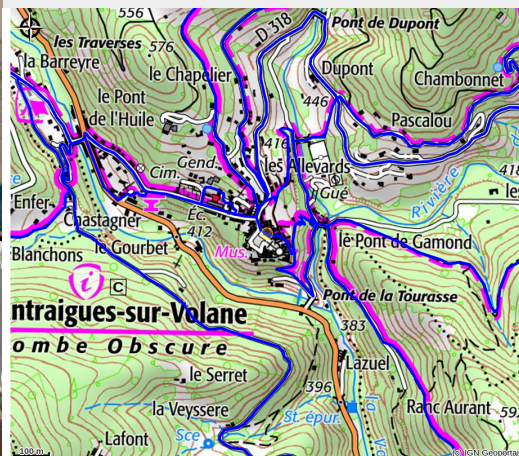 556
D 318
Pont de Dupont
les Traverses
576
la Barreyre
le Chapelier
Dupont
Chambonnet
le Pont
de l'Huile
446
Pascalou
416
Gend.
les Allevards
Cim.
Gué
Rivière
Enfer
Éc.
Chastagner
412
le Gourbet
Mus.
le Pont de Gamond
Blanchons
i
C
Pont de la Tourasse
ntraigues-sur-Volane
383
ombe Obscure
Lazuel
le Serret
396
la Veyssere
St. épur.
Ranc Aurant
Sce
Lafont
la
100 m
(c) IGN Geoportail